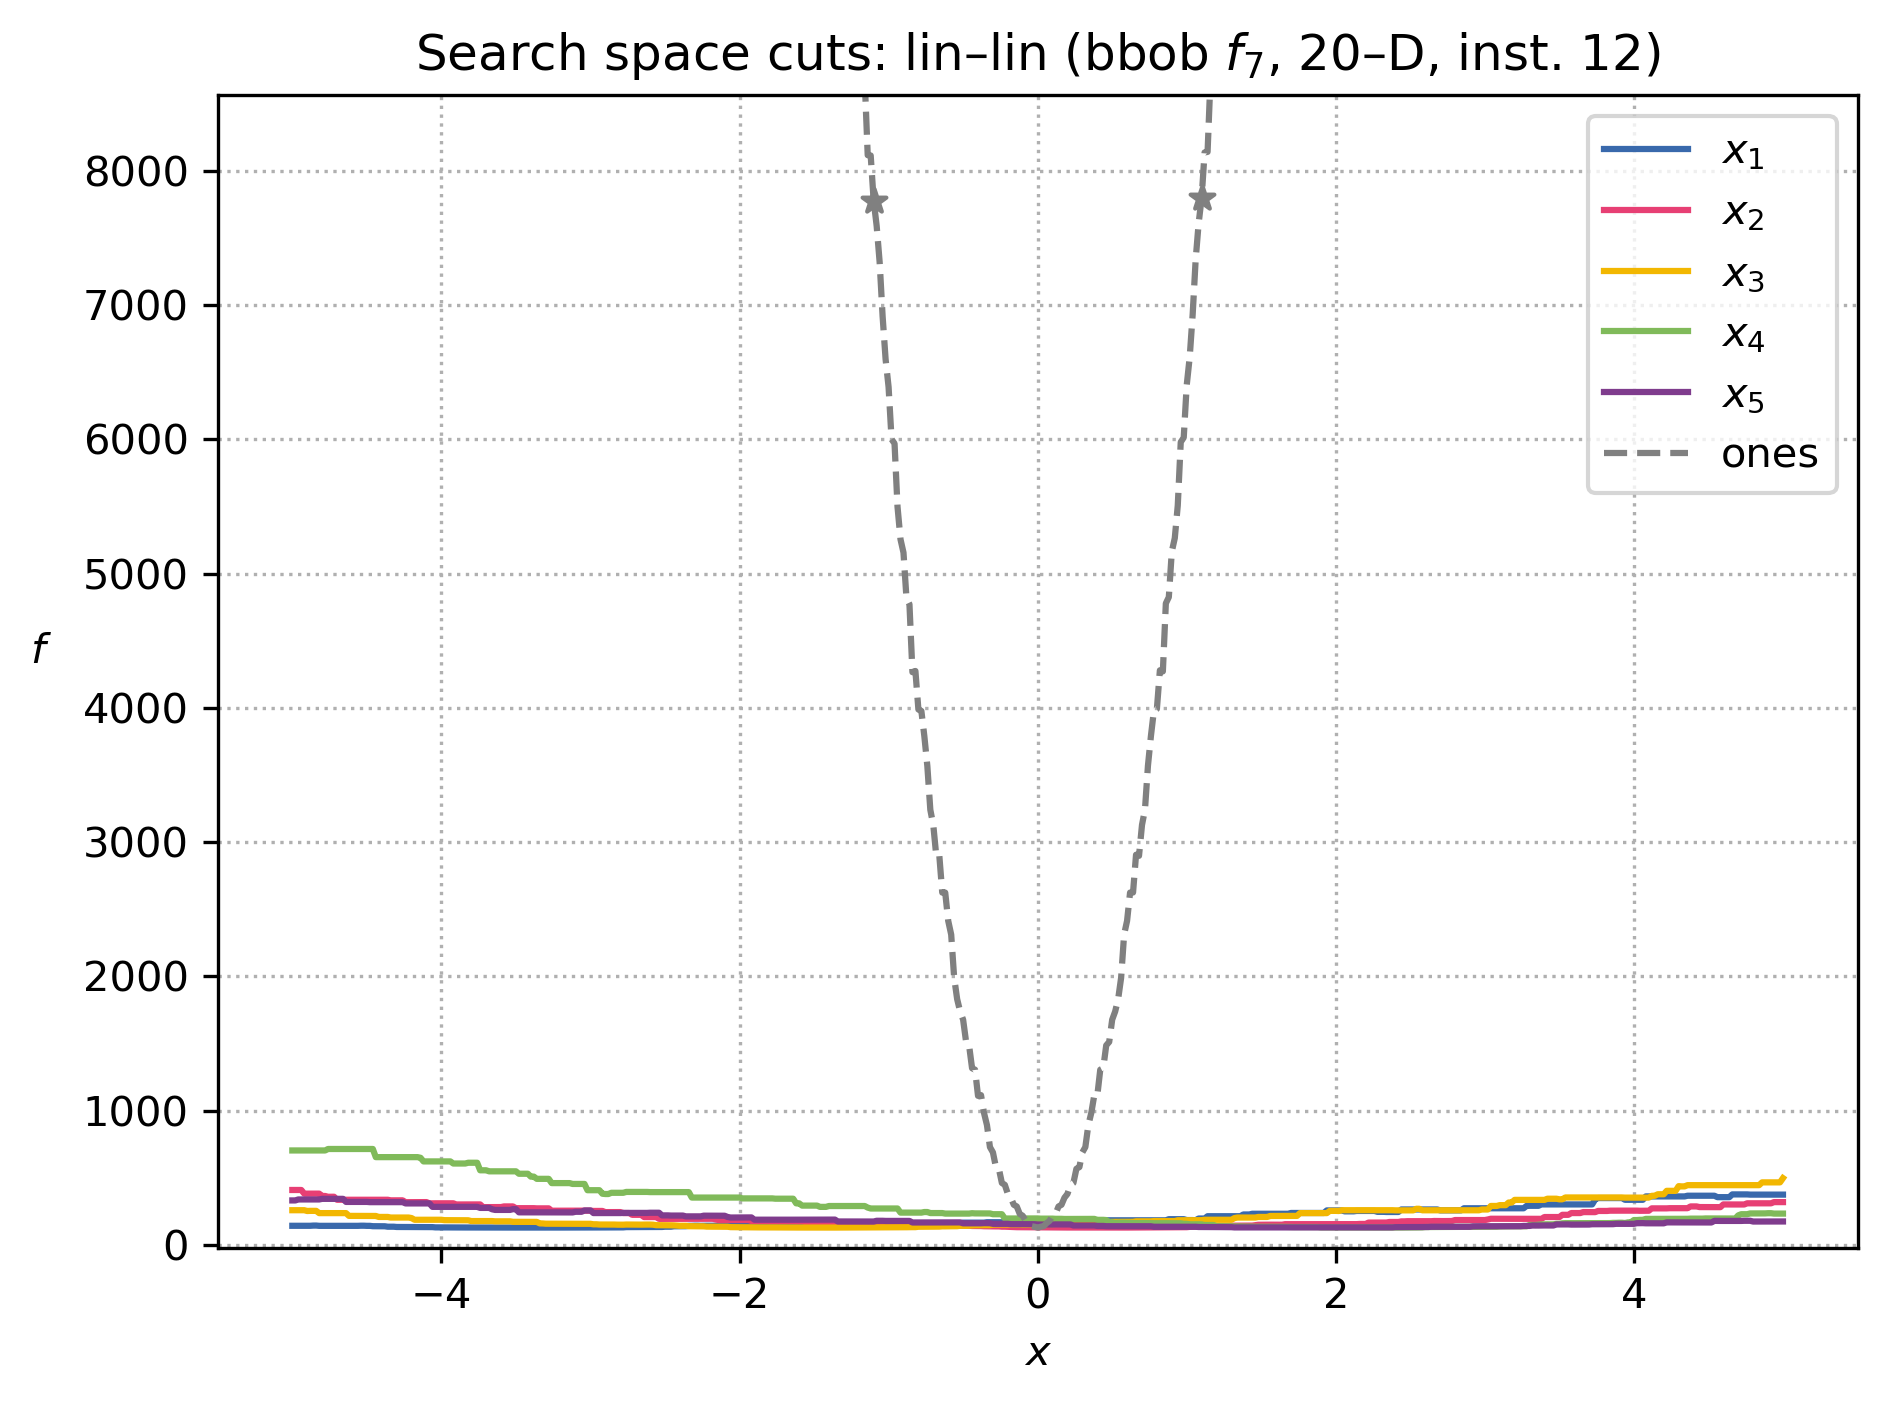 Search space cuts: lin–lin (bbob f₇, 20–D, inst. 12)
8000
7000
6000
5000
4000
3000
2000
1000
0
f
−4
−2
0
2
4
x
x₁
x₂
x₃
x₄
x₅
ones